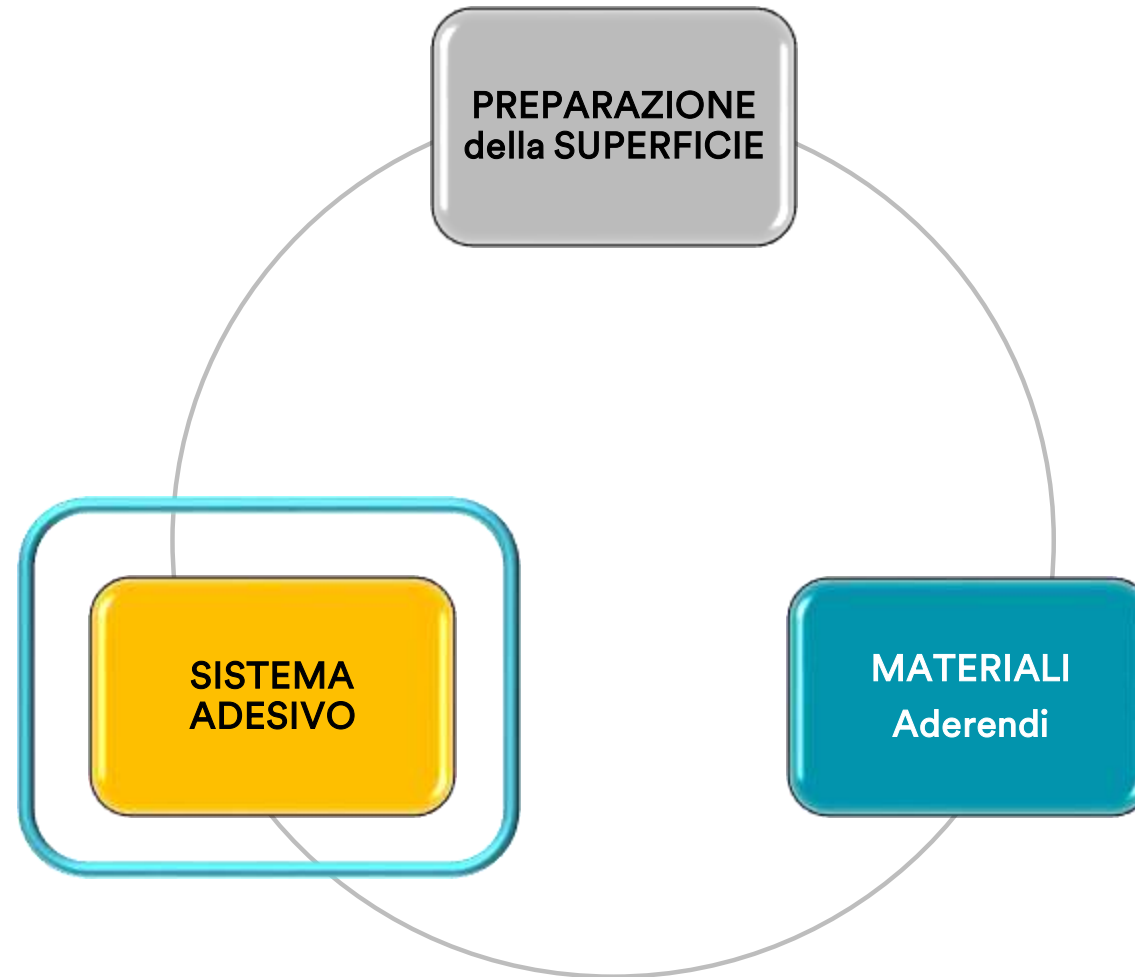 PREPARAZIONE
della SUPERFICIE
SISTEMA
ADESIVO
MATERIALI
Aderendi